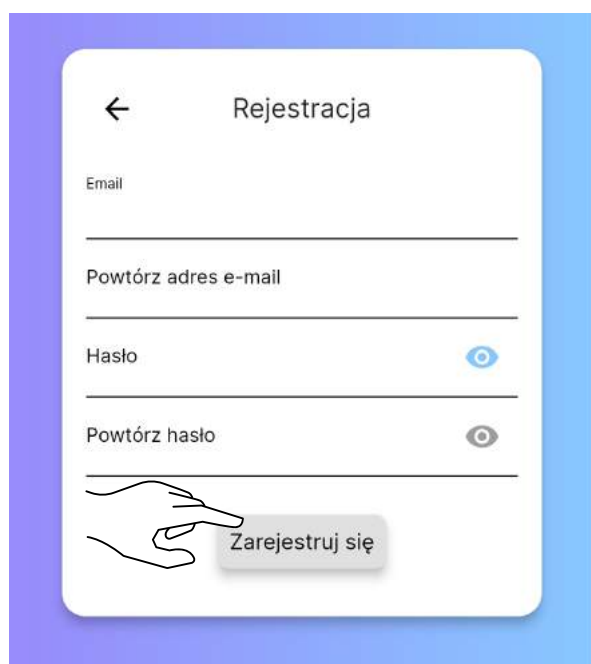 Rejestracja
Email
Powtórz adres e-mail
Hasło
Powtórz hasło
Zarejestruj się